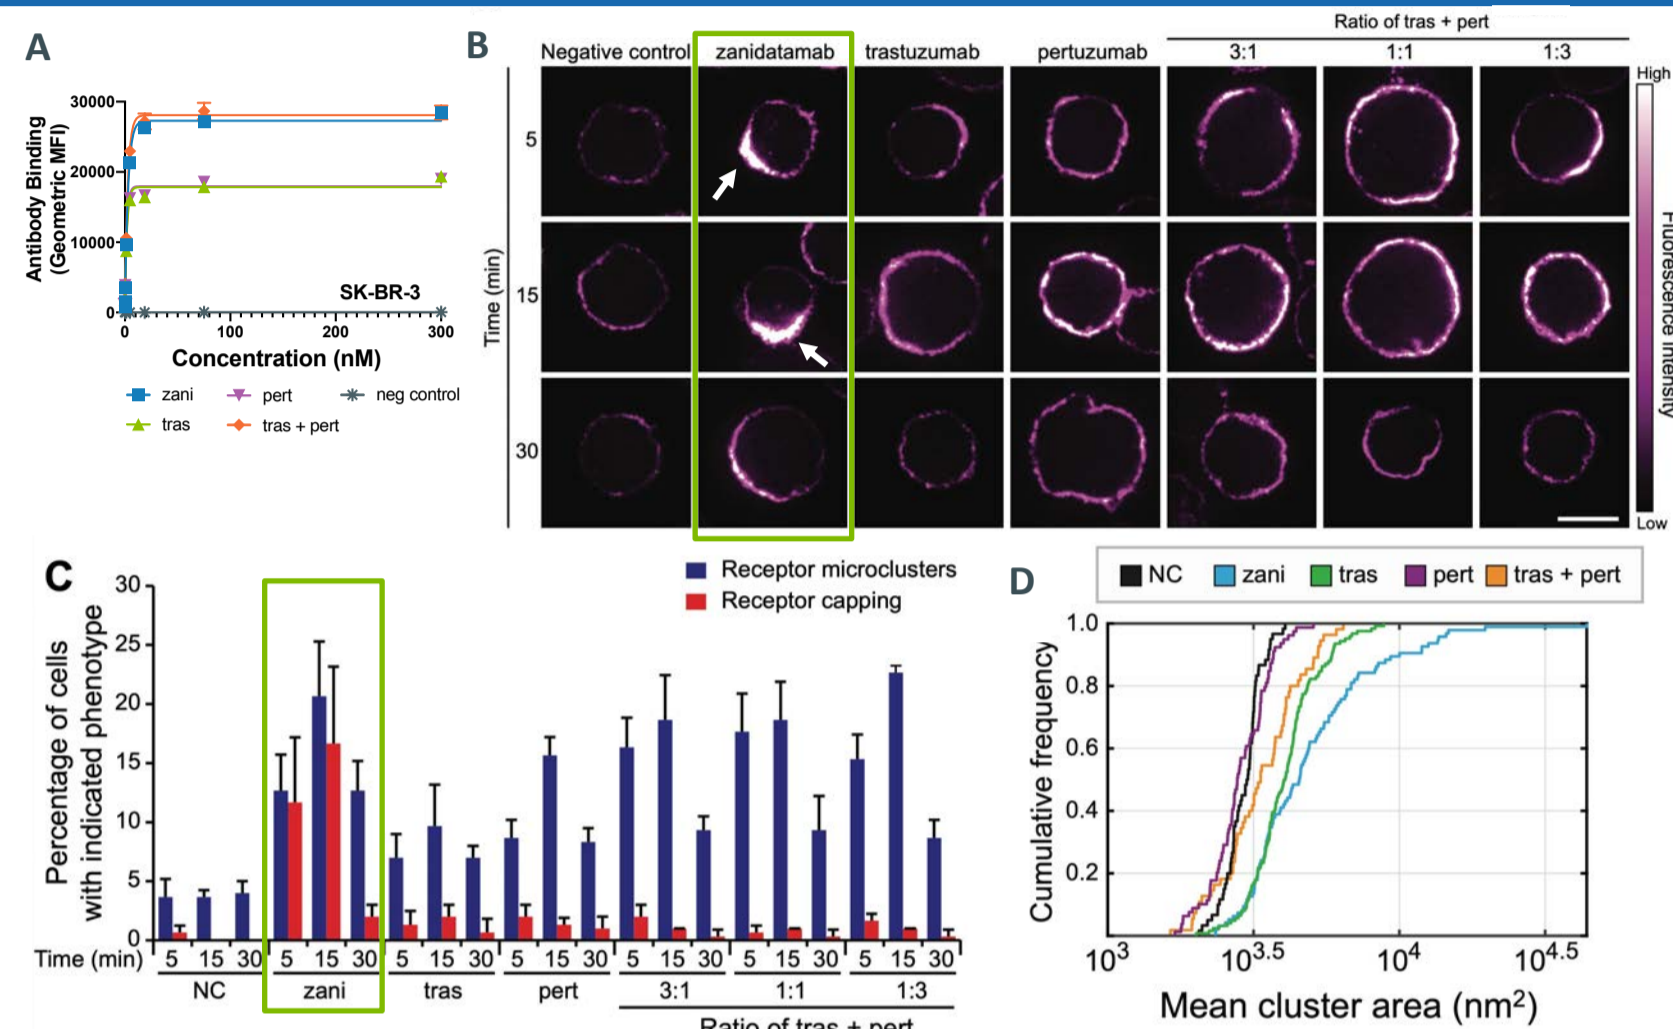 A
Antibody Binding
(Geometric MFI)
30000
20000
10000
0
SK-BR-3
0 100 200 300
Concentration (nM)
zani pert neg control
tras tras + pert
B
Ratio of tras + pert
Negative control zanidatamab trastuzumab pertuzumab 3:1 1:1 1:3
Time (min)
5
15
30
High
Fluorescence Intensity
Low
C
Receptor microclusters
Receptor capping
Percentage of cells
with indicated phenotype
30
25
20
15
10
5
0
Time (min) 5 15 30 5 15 30 5 15 30 5 15 30 5 15 30 5 15 30 5 15 30
NC zani tras pert 3:1 1:1 1:3
Ratio of tras + pert
D
NC zani tras pert tras + pert
Cumulative frequency
1.0
0.8
0.6
0.4
0.2
10³ 10³·⁵ 10⁴ 10⁴·⁵
Mean cluster area (nm²)